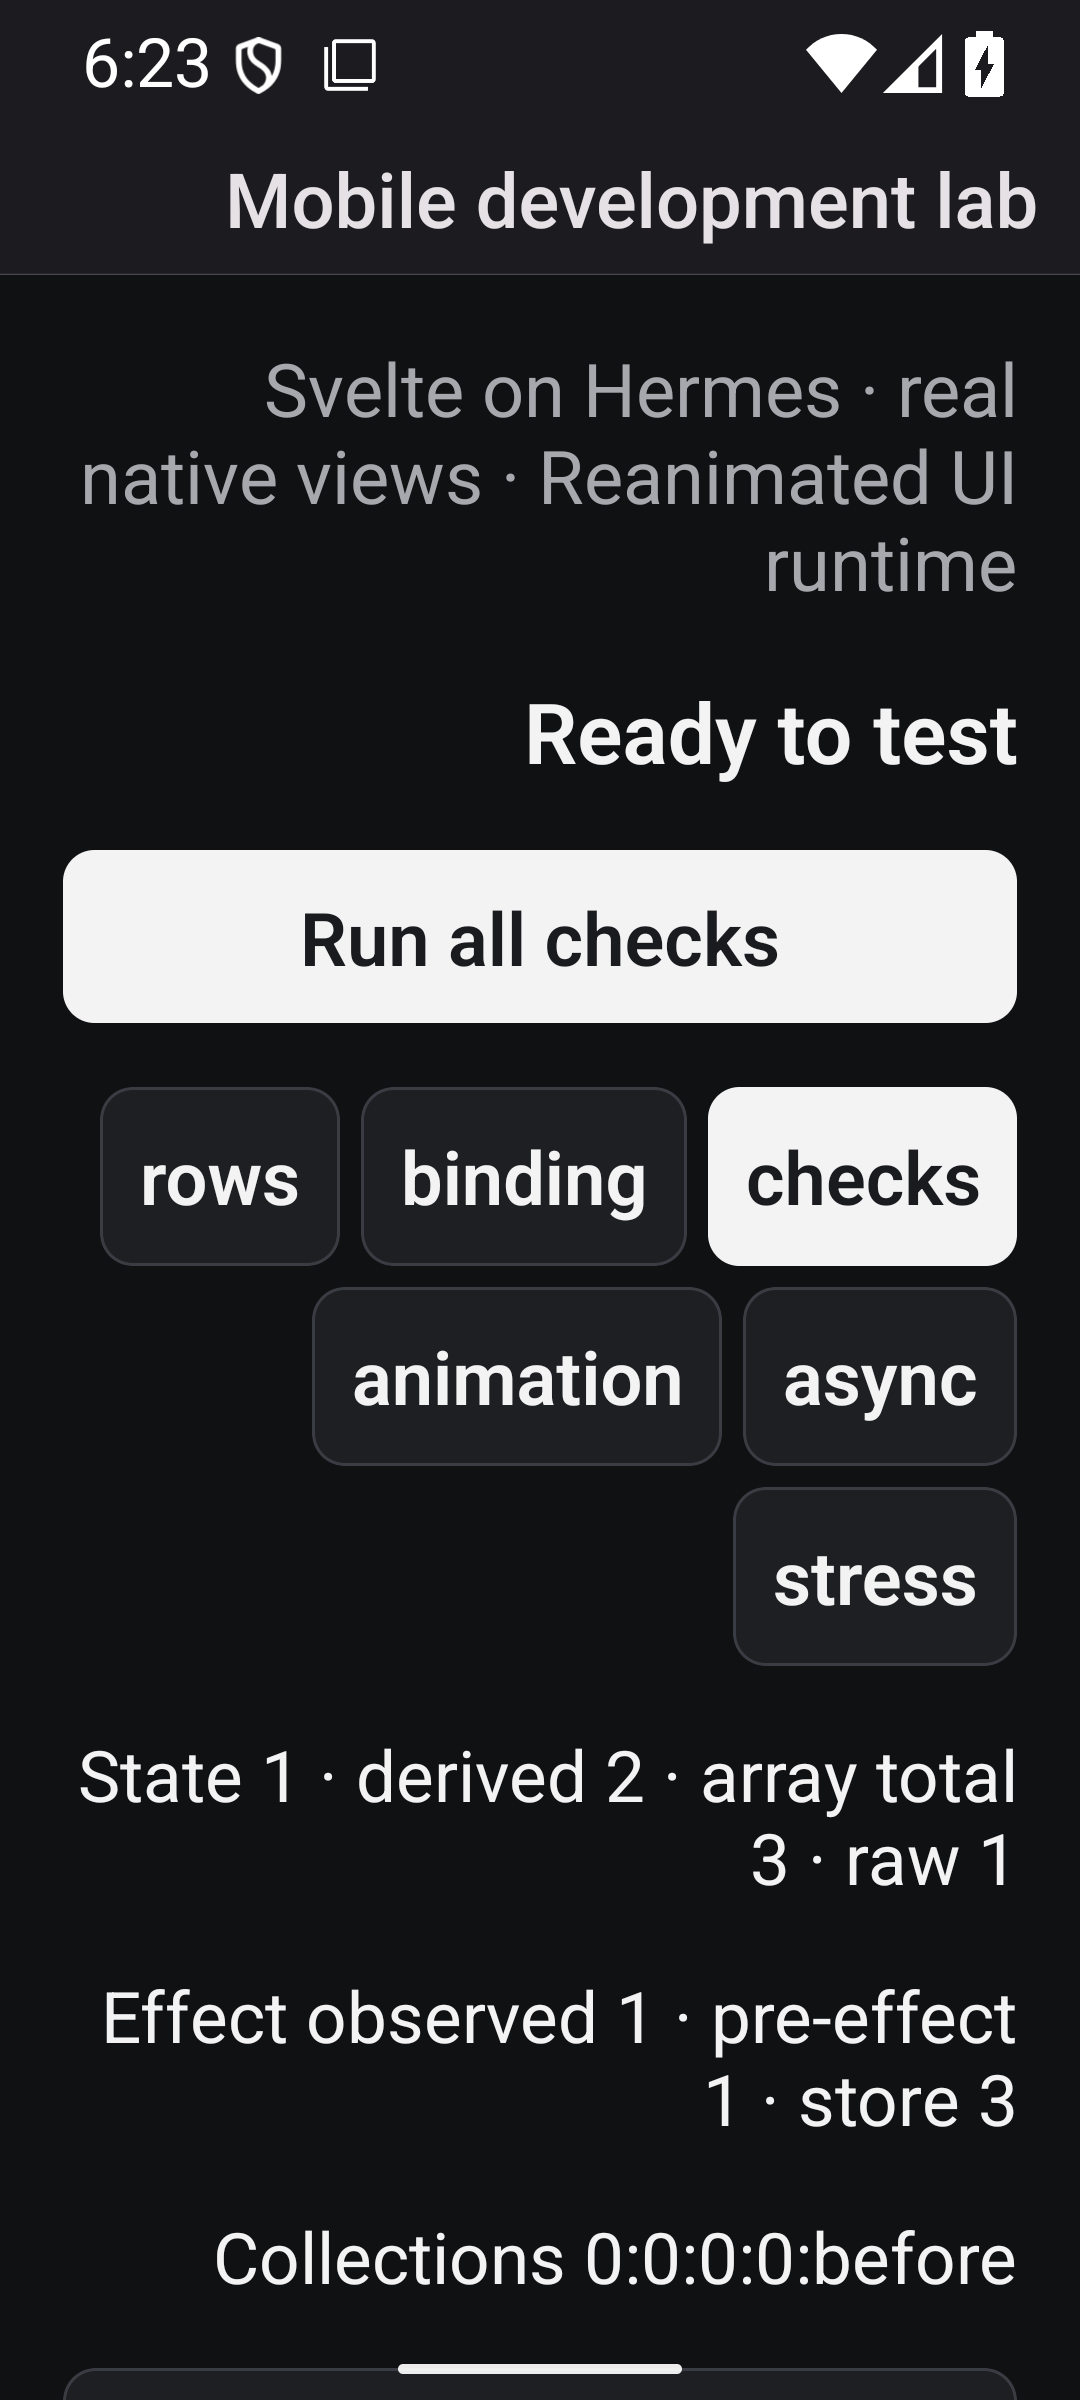 6:23
Mobile development lab
Svelte on Hermes · real
native views · Reanimated UI
runtime
Ready to test
Run all checks
rows binding checks
animation async
stress
State 1 · derived 2 · array total
3 · raw 1
Effect observed 1 · pre-effect
1 · store 3
Collections 0:0:0:0:before